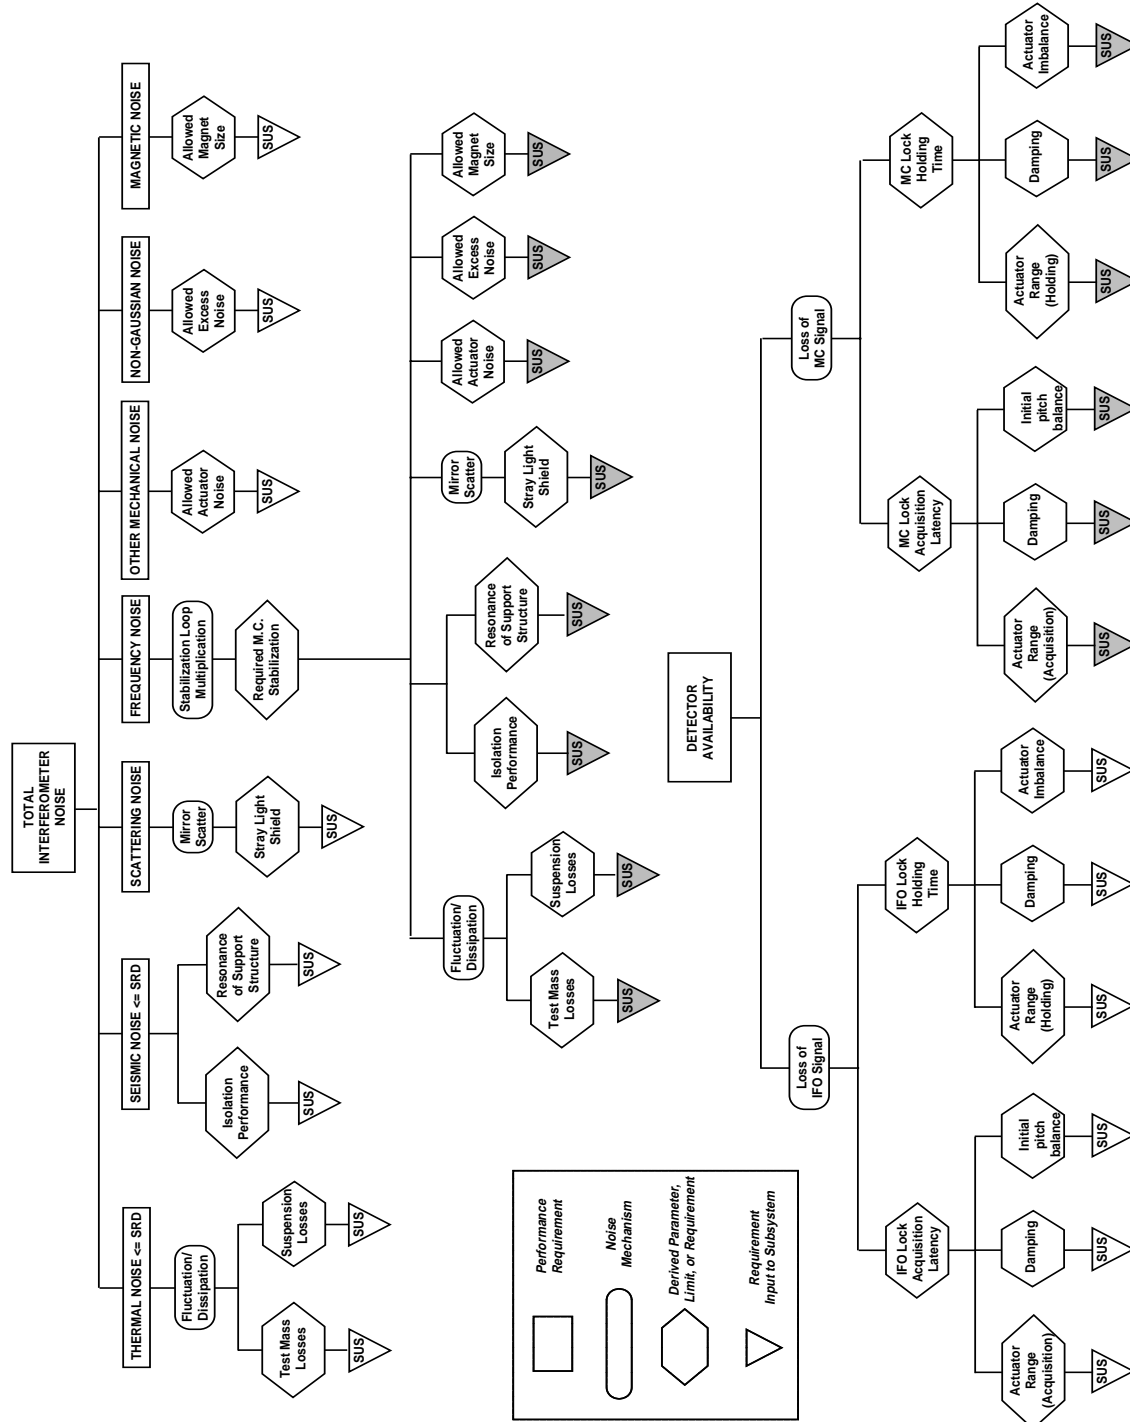 TOTAL
INTERFEROMETER
NOISE
THERMAL NOISE <= SRD
Fluctuation/
Dissipation
Test Mass
Losses
SUS
Suspension
Losses
SUS
SEISMIC NOISE <= SRD
Isolation
Performance
SUS
Resonance
of Support
Structure
SUS
SCATTERING NOISE
Mirror
Scatter
Stray Light
Shield
SUS
FREQUENCY NOISE
Stabilization Loop
Multiplication
Required M.C.
Stabilization
OTHER MECHANICAL NOISE
Allowed
Actuator
Noise
SUS
NON-GAUSSIAN NOISE
Allowed
Excess
Noise
SUS
MAGNETIC NOISE
Allowed
Magnet
Size
SUS
Fluctuation/
Dissipation
Test Mass
Losses
SUS
Suspension
Losses
SUS
Isolation
Performance
SUS
Resonance
of Support
Structure
SUS
Mirror
Scatter
Stray Light
Shield
SUS
Allowed
Actuator
Noise
SUS
Allowed
Excess
Noise
SUS
Allowed
Magnet
Size
SUS
Performance
Requirement
Noise
Mechanism
Derived Parameter,
Limit, or Requirement
Requirement
Input to Subsystem
DETECTOR
AVAILABILITY
Loss of
IFO Signal
IFO Lock
Acquisition
Latency
Actuator
Range
(Acquisition)
SUS
Damping
SUS
Initial
pitch
balance
SUS
IFO Lock
Holding
Time
Actuator
Range
(Holding)
SUS
Damping
SUS
Actuator
Imbalance
SUS
Loss of
MC Signal
MC Lock
Acquisition
Latency
Actuator
Range
(Acquisition)
SUS
Damping
SUS
Initial
pitch
balance
SUS
MC Lock
Holding
Time
Actuator
Range
(Holding)
SUS
Damping
SUS
Actuator
Imbalance
SUS